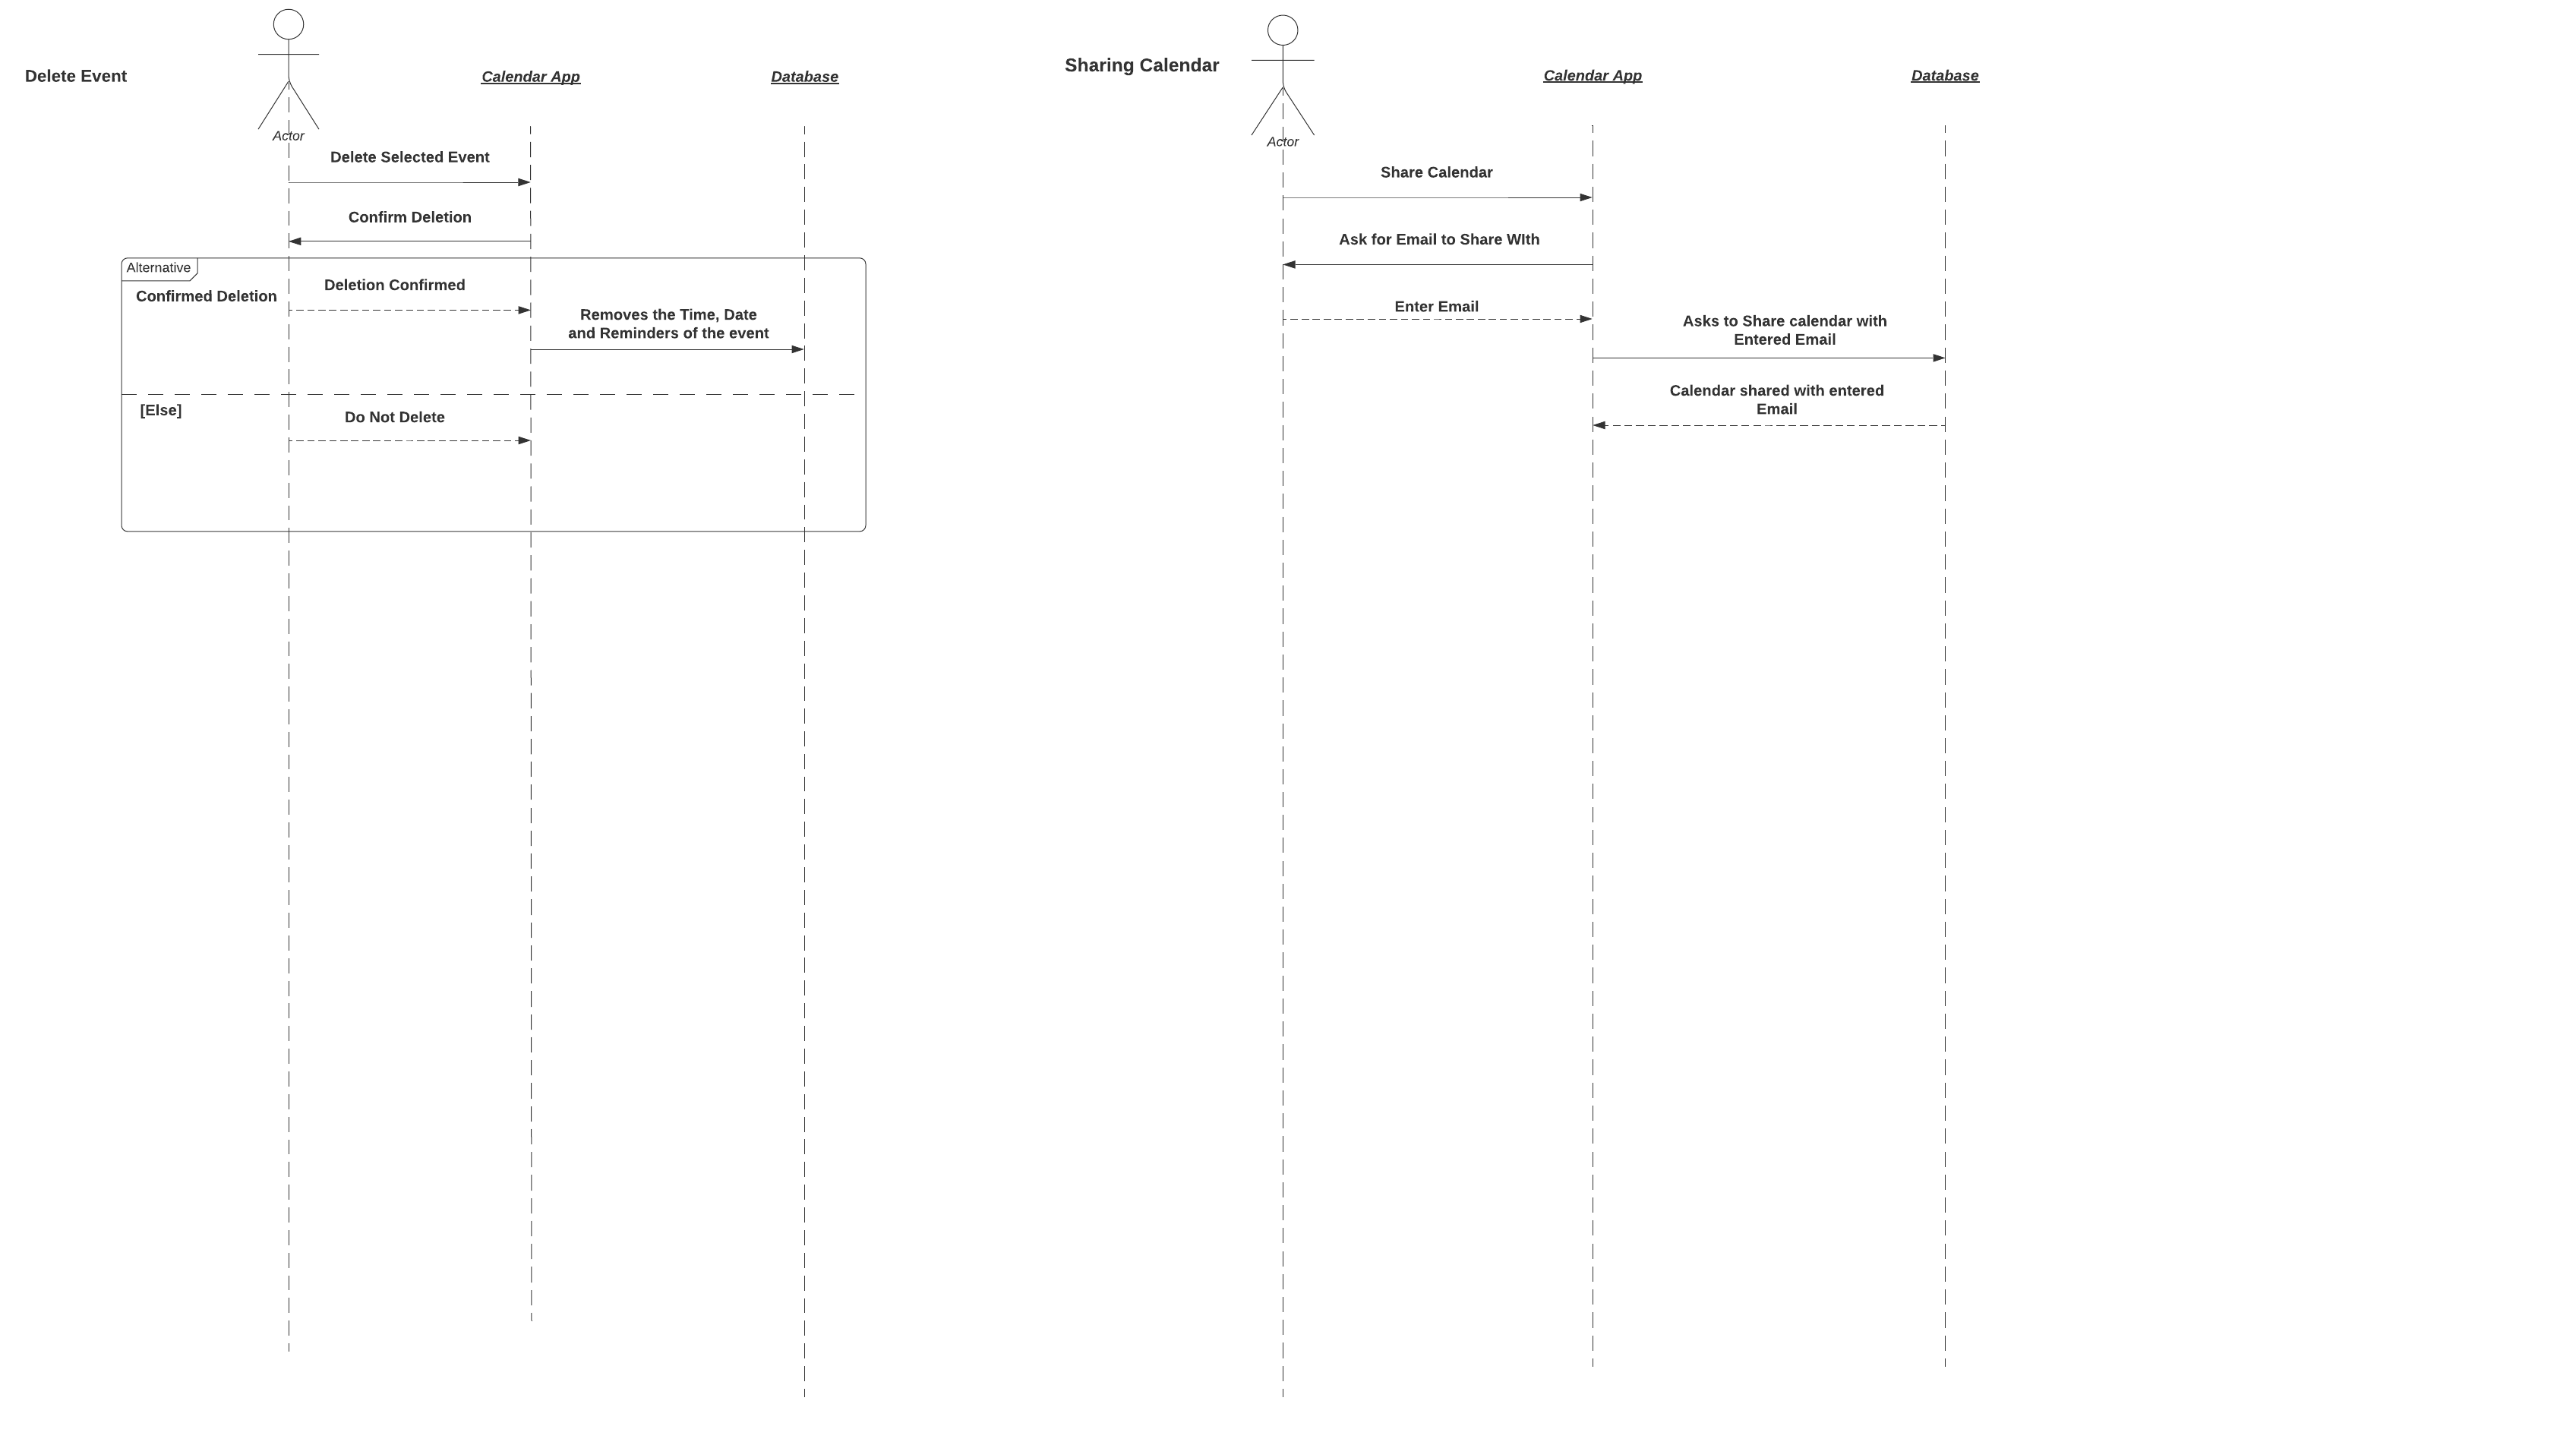 Delete Event
Calendar App
Database
Actor
Delete Selected Event
Confirm Deletion
Alternative
Confirmed Deletion
Deletion Confirmed
Removes the Time, Date
and Reminders of the event
[Else]
Do Not Delete
Sharing Calendar
Calendar App
Database
Actor
Share Calendar
Ask for Email to Share WIth
Enter Email
Asks to Share calendar with
Entered Email
Calendar shared with entered
Email